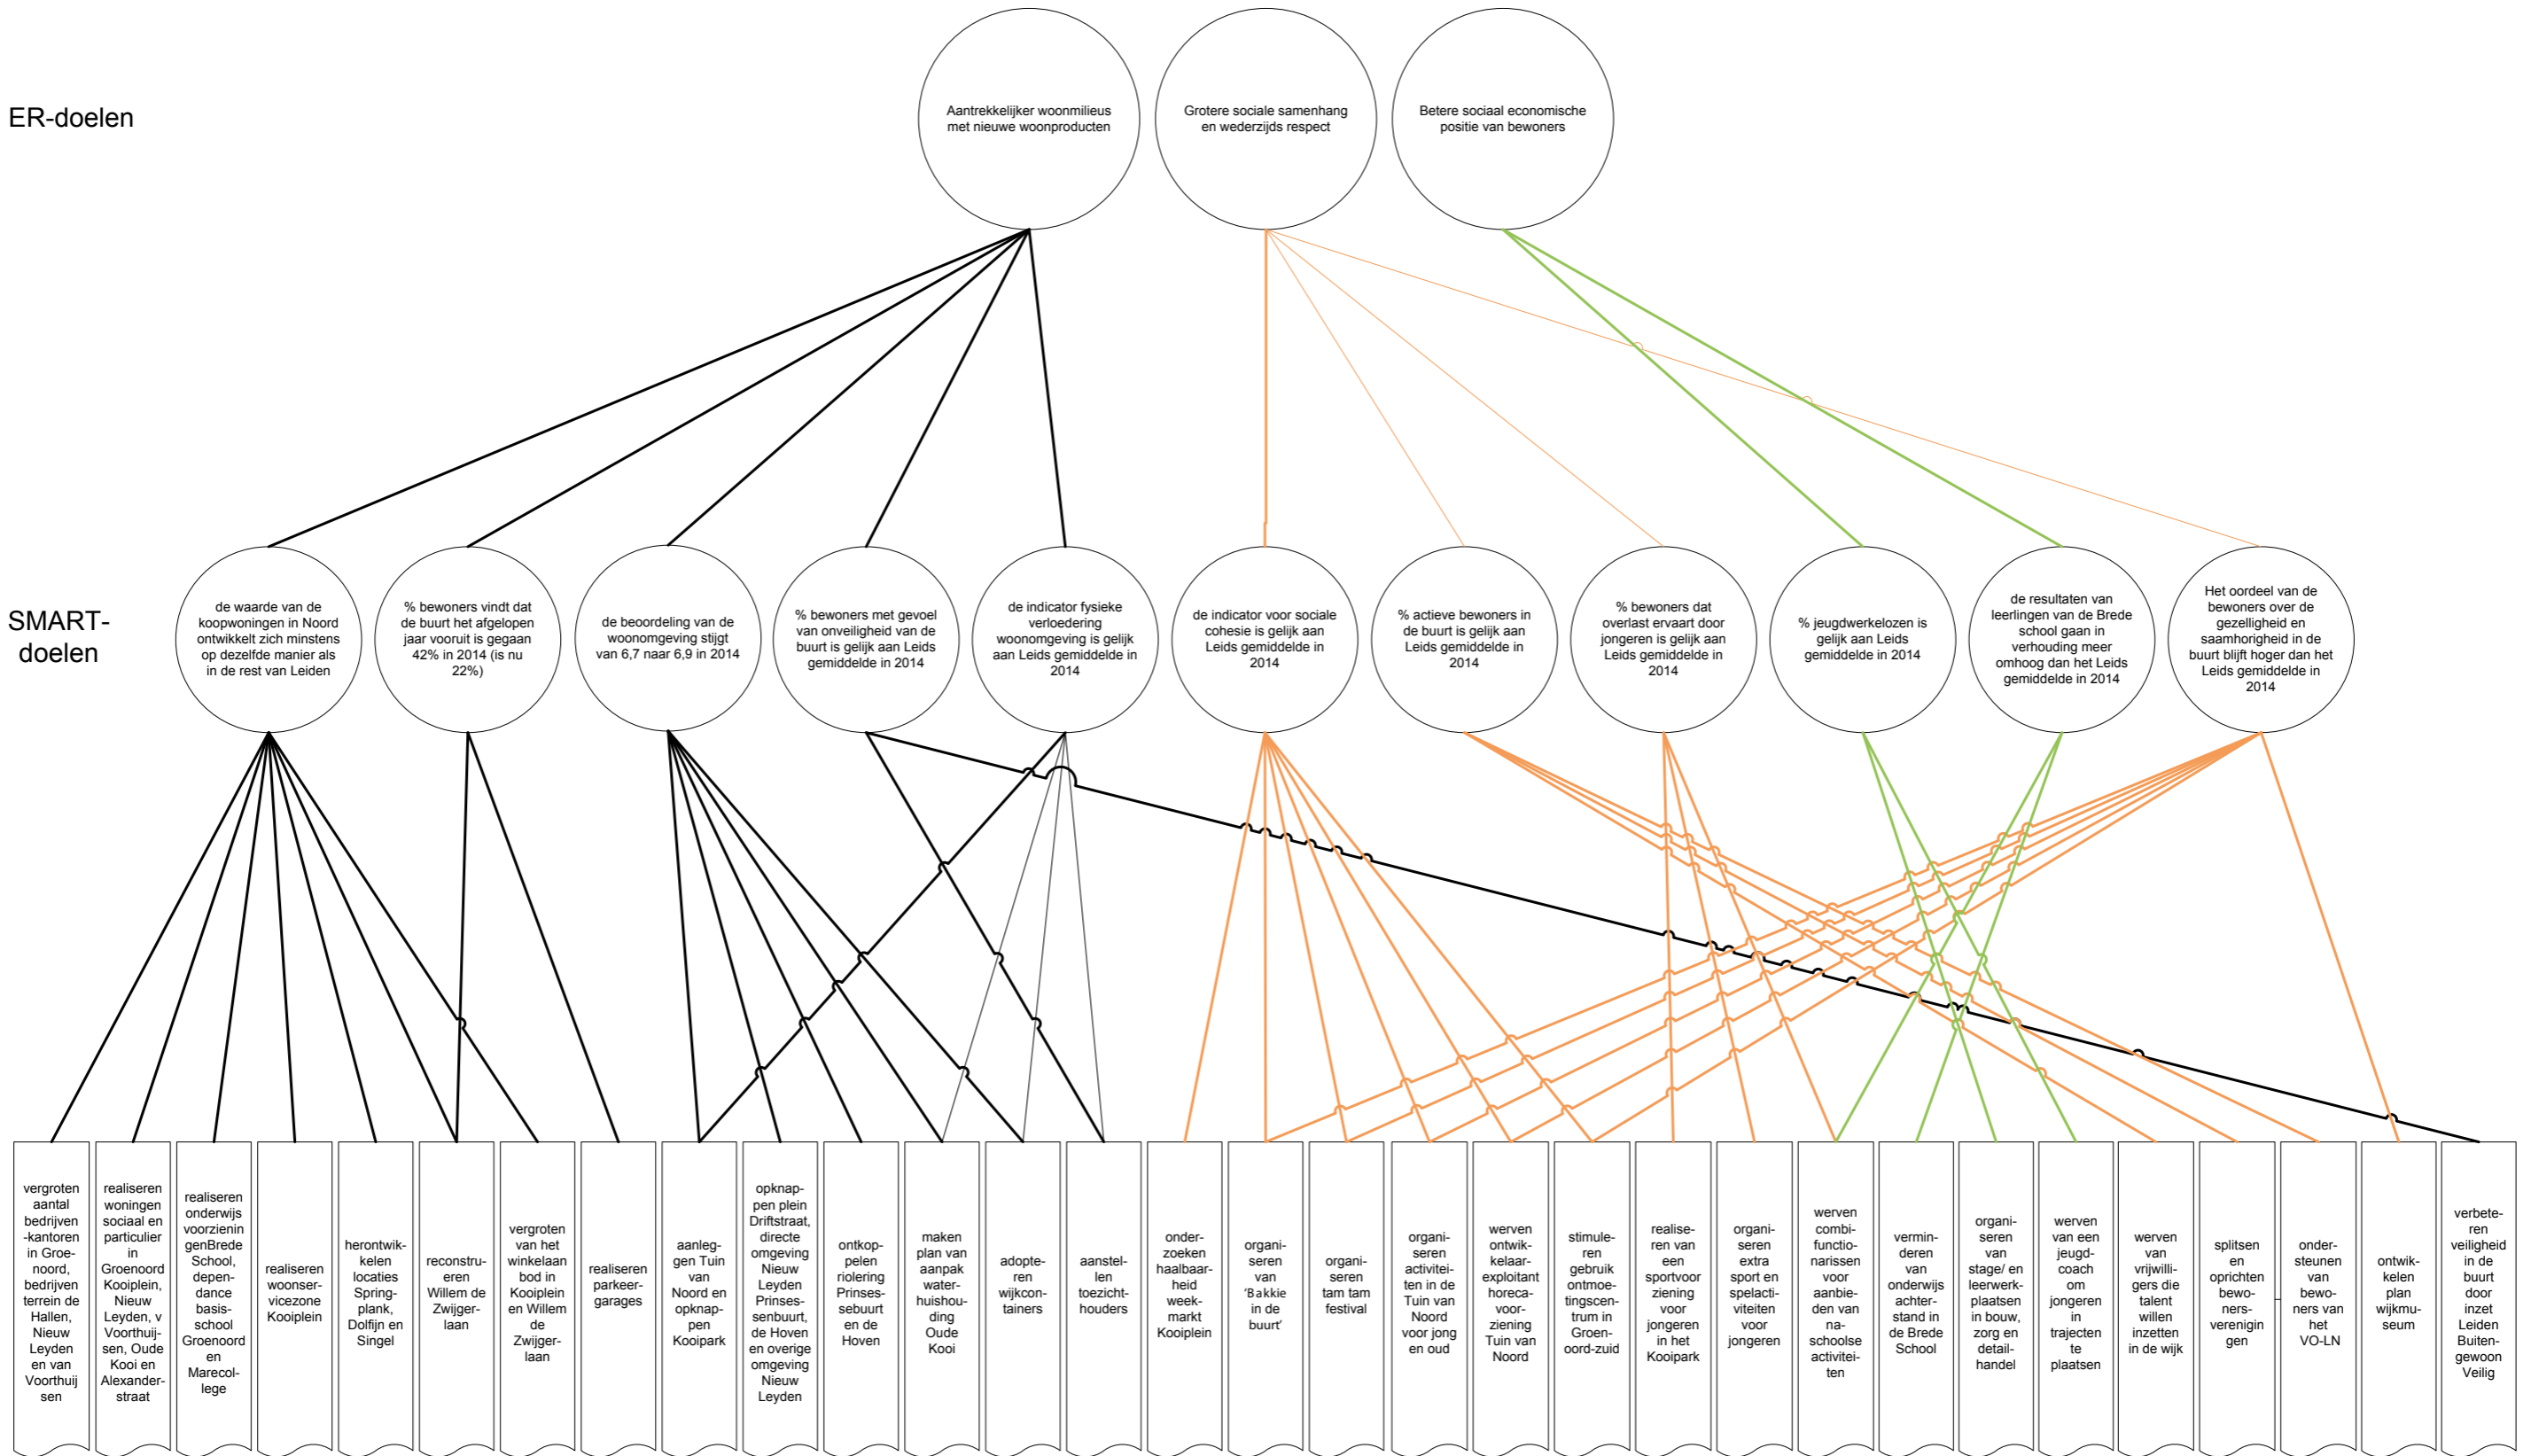 ER-doelen
Aantrekkelijker woonmilieus
met nieuwe woonproducten
Grotere sociale samenhang
en wederzijds respect
Betere sociaal economische
positie van bewoners
SMART-
doelen
de waarde van de
koopwoningen in Noord
ontwikkelt zich minstens
op dezelfde manier als
in de rest van Leiden
% bewoners vindt dat
de buurt het afgelopen
jaar vooruit is gegaan
42% in 2014 (is nu
22%)
de beoordeling van de
woonomgeving stijgt
van 6,7 naar 6,9 in 2014
% bewoners met gevoel
van onveiligheid van de
buurt is gelijk aan Leids
gemiddelde in 2014
de indicator fysieke
verloedering
woonomgeving is gelijk
aan Leids gemiddelde in
2014
de indicator voor sociale
cohesie is gelijk aan
Leids gemiddelde in
2014
% actieve bewoners in
de buurt is gelijk aan
Leids gemiddelde in
2014
% bewoners dat
overlast ervaart door
jongeren is gelijk aan
Leids gemiddelde in
2014
% jeugdwerkelozen is
gelijk aan Leids
gemiddelde in 2014
de resultaten van
leerlingen van de Brede
school gaan in
verhouding meer
omhoog dan het Leids
gemiddelde in 2014
Het oordeel van de
bewoners over de
gezelligheid en
saamhorigheid in de
buurt blijft hoger dan het
Leids gemiddelde in
2014
vergroten
aantal
bedrijven
-kantoren
in Groe-
noord,
bedrijven
terrein de
Hallen,
Nieuw
Leyden
en van
Voorthuij
sen
realiseren
woningen
sociaal en
particulier
in
Groenoord
Kooiplein,
Nieuw
Leyden, v
Voorthuij-
sen, Oude
Kooi en
Alexander-
straat
realiseren
onderwijs
voorzienin
genBrede
School,
depen-
dance
basis-
school
Groenoord
en
Marecol-
lege
realiseren
woonser-
vicezone
Kooiplein
herontwik-
kelen
locaties
Spring-
plank,
Dolfijn en
Singel
reconstru-
eren
Willem de
Zwijger-
laan
vergroten
van het
winkelaan
bod in
Kooiplein
en Willem
de
Zwijger-
laan
realiseren
parkeer-
garages
aanleg-
gen Tuin
van
Noord en
opknap-
pen
Kooipark
opknap-
pen plein
Driftstraat,
directe
omgeving
Nieuw
Leyden
Prinses-
senbuurt,
de Hoven
en overige
omgeving
Nieuw
Leyden
ontkop-
pelen
riolering
Prinses-
sebuurt
en de
Hoven
maken
plan van
aanpak
water-
huishou-
ding
Oude
Kooi
adopte-
ren
wijkcon-
tainers
aanstel-
len
toezicht-
houders
onder-
zoeken
haalbaar-
heid
week-
markt
Kooiplein
organi-
seren
van
'Bakkie
in de
buurt'
organi-
seren
tam tam
festival
organi-
seren
activitei-
ten in de
Tuin van
Noord
voor jong
en oud
werven
ontwik-
kelaar-
exploitant
horeca-
voor-
ziening
Tuin van
Noord
stimule-
ren
gebruik
ontmoe-
tingscen-
trum in
Groen-
oord-zuid
realise-
ren van
een
sportvoor
ziening
voor
jongeren
in het
Kooipark
organi-
seren
extra
sport en
spelacti-
viteiten
voor
jongeren
werven
combi-
functio-
narissen
voor
aanbie-
den van
na-
schoolse
activitei-
ten
vermin-
deren
van
onderwijs
achter-
stand in
de Brede
School
organi-
seren
van
stage/ en
leerwerk-
plaatsen
in bouw,
zorg en
detail-
handel
werven
van een
jeugd-
coach
om
jongeren
in
trajecten
te
plaatsen
werven
van
vrijwilli-
gers die
talent
willen
inzetten
in de wijk
splitsen
en
oprichten
bewo-
ners-
verenigin
gen
onder-
steunen
van
bewo-
ners van
het
VO-LN
ontwik-
kelen
plan
wijkmu-
seum
verbete-
ren
veiligheid
in de
buurt
door
inzet
Leiden
Buiten-
gewoon
Veilig